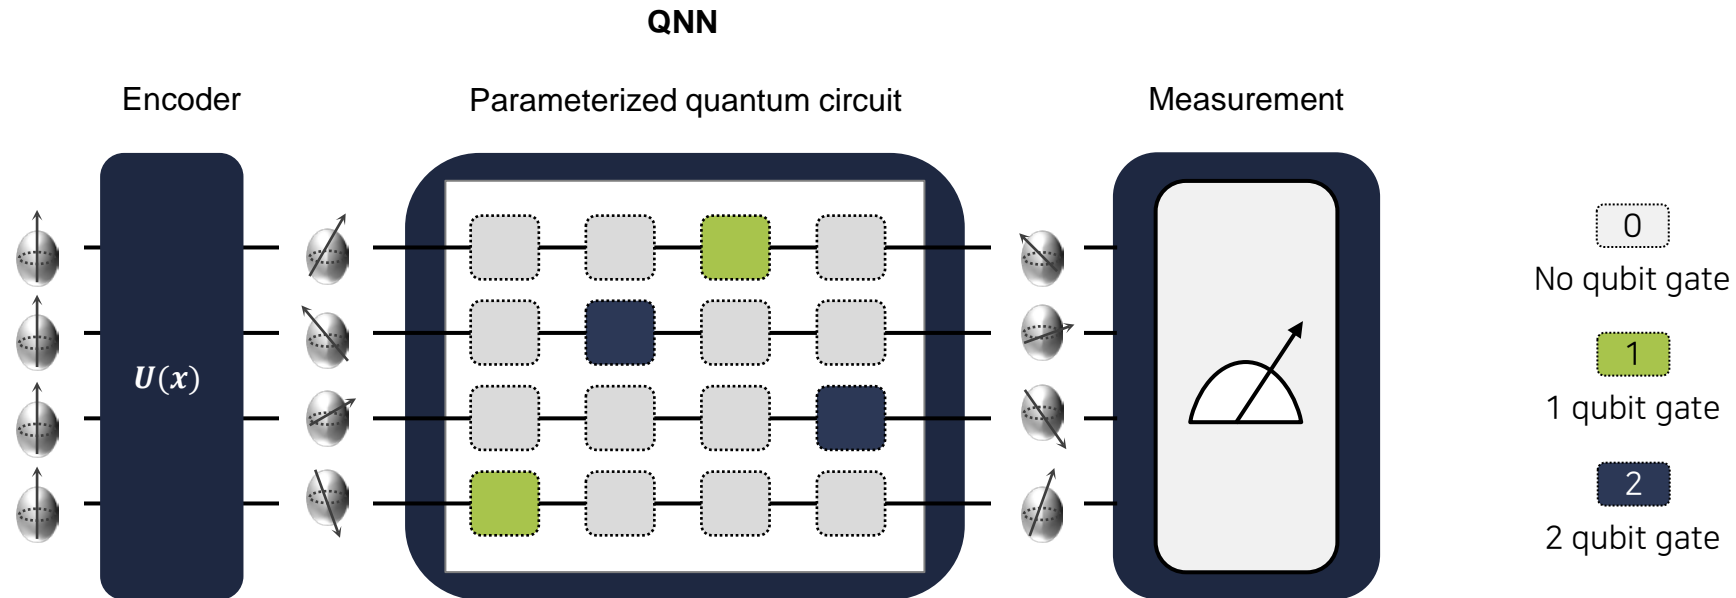 QNN
Encoder
Parameterized quantum circuit
Measurement
U(x)
0
No qubit gate
1
1 qubit gate
2
2 qubit gate